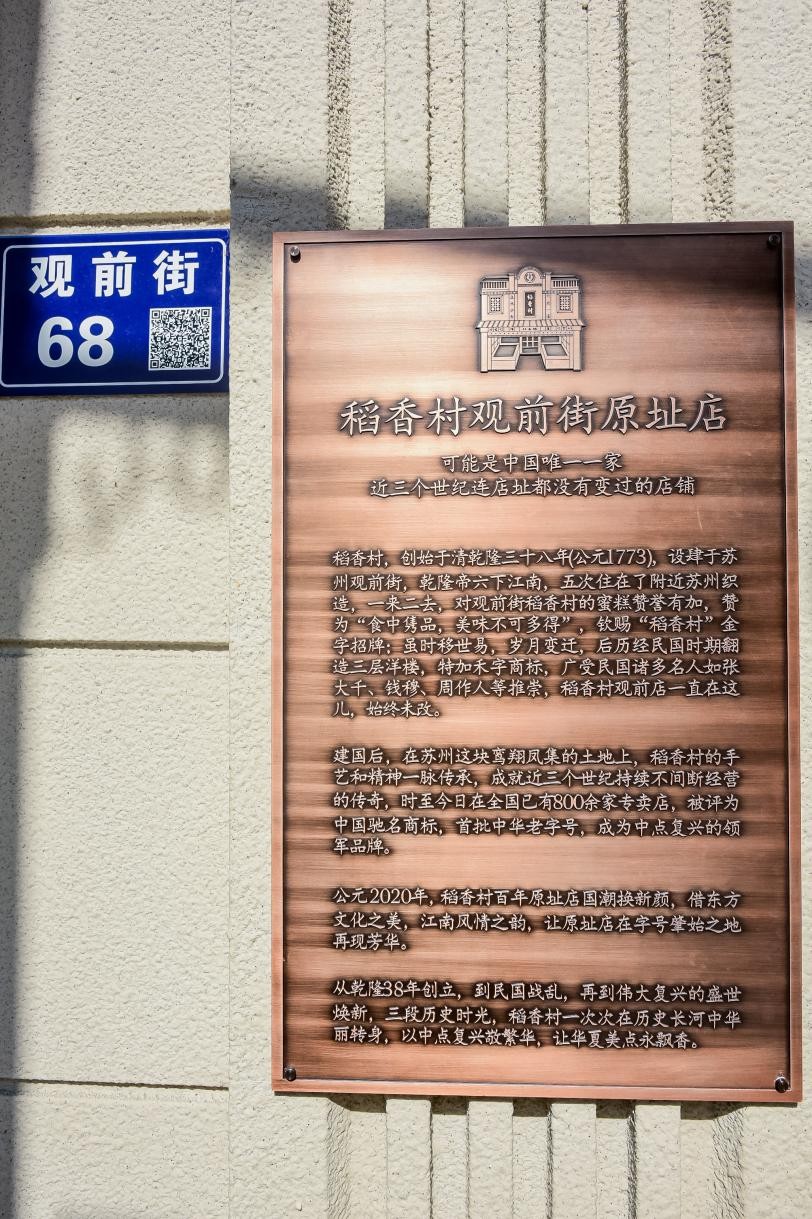 观前街
68
稻香村
稻香村观前街原址店
可能是中国唯一一家
近三个世纪连店址都没有变过的店铺
稻香村，创始于清乾隆三十八年(公元1773)，设肆于苏
州观前街，乾隆帝六下江南，五次住在了附近苏州织
造，一来二去，对观前街稻香村的蜜糕赞誉有加，赞
为“食中隽品，美味不可多得”，钦赐“稻香村”金
字招牌；虽时移世易，岁月变迁，后历经民国时期翻
造三层洋楼，特加禾字商标，广受民国诸多名人如张
大千、钱穆、周作人等推崇，稻香村观前店一直在这
儿，始终未改。
建国后，在苏州这块鸾翔凤集的土地上，稻香村的手
艺和精神一脉传承，成就近三个世纪持续不间断经营
的传奇，时至今日在全国已有800余家专卖店，被评为
中国驰名商标，首批中华老字号，成为中点复兴的领
军品牌。
公元2020年，稻香村百年原址店国潮换新颜，借东方
文化之美，江南风情之韵，让原址店在字号肇始之地
再现芳华。
从乾隆38年创立，到民国战乱，再到伟大复兴的盛世
焕新，三段历史时光，稻香村一次次在历史长河中华
丽转身，以中点复兴敬繁华，让华夏美点永飘香。